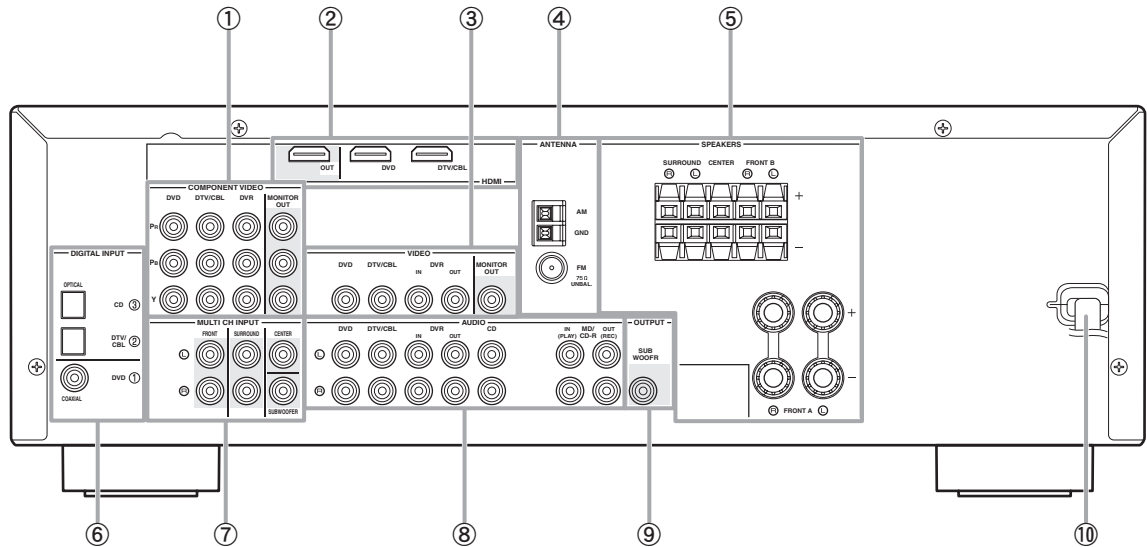 ① ② ③ ④ ⑤
ANTENNA
SPEAKERS
SURROUND CENTER FRONT B
R L R L
OUT DVD DTV/CBL
HDMI
COMPONENT VIDEO
DVD DTV/CBL DVR MONITOR OUT
PR
PB
Y
AM
GND
FM
75Ω
UNBAL.
+
–
DIGITAL INPUT
OPTICAL
CD ③
DTV/
CBL ②
DVD ①
COAXIAL
VIDEO
DVD DTV/CBL DVR MONITOR
IN OUT OUT
MULTI CH INPUT
FRONT SURROUND CENTER
L
R
SUBWOOFER
AUDIO
DVD DTV/CBL DVR CD IN MD/ OUT
IN OUT (PLAY) CD-R (REC)
L
R
OUTPUT
SUB
WOOFR
+
–
R FRONT A L
⑥ ⑦ ⑧ ⑨ ⑩